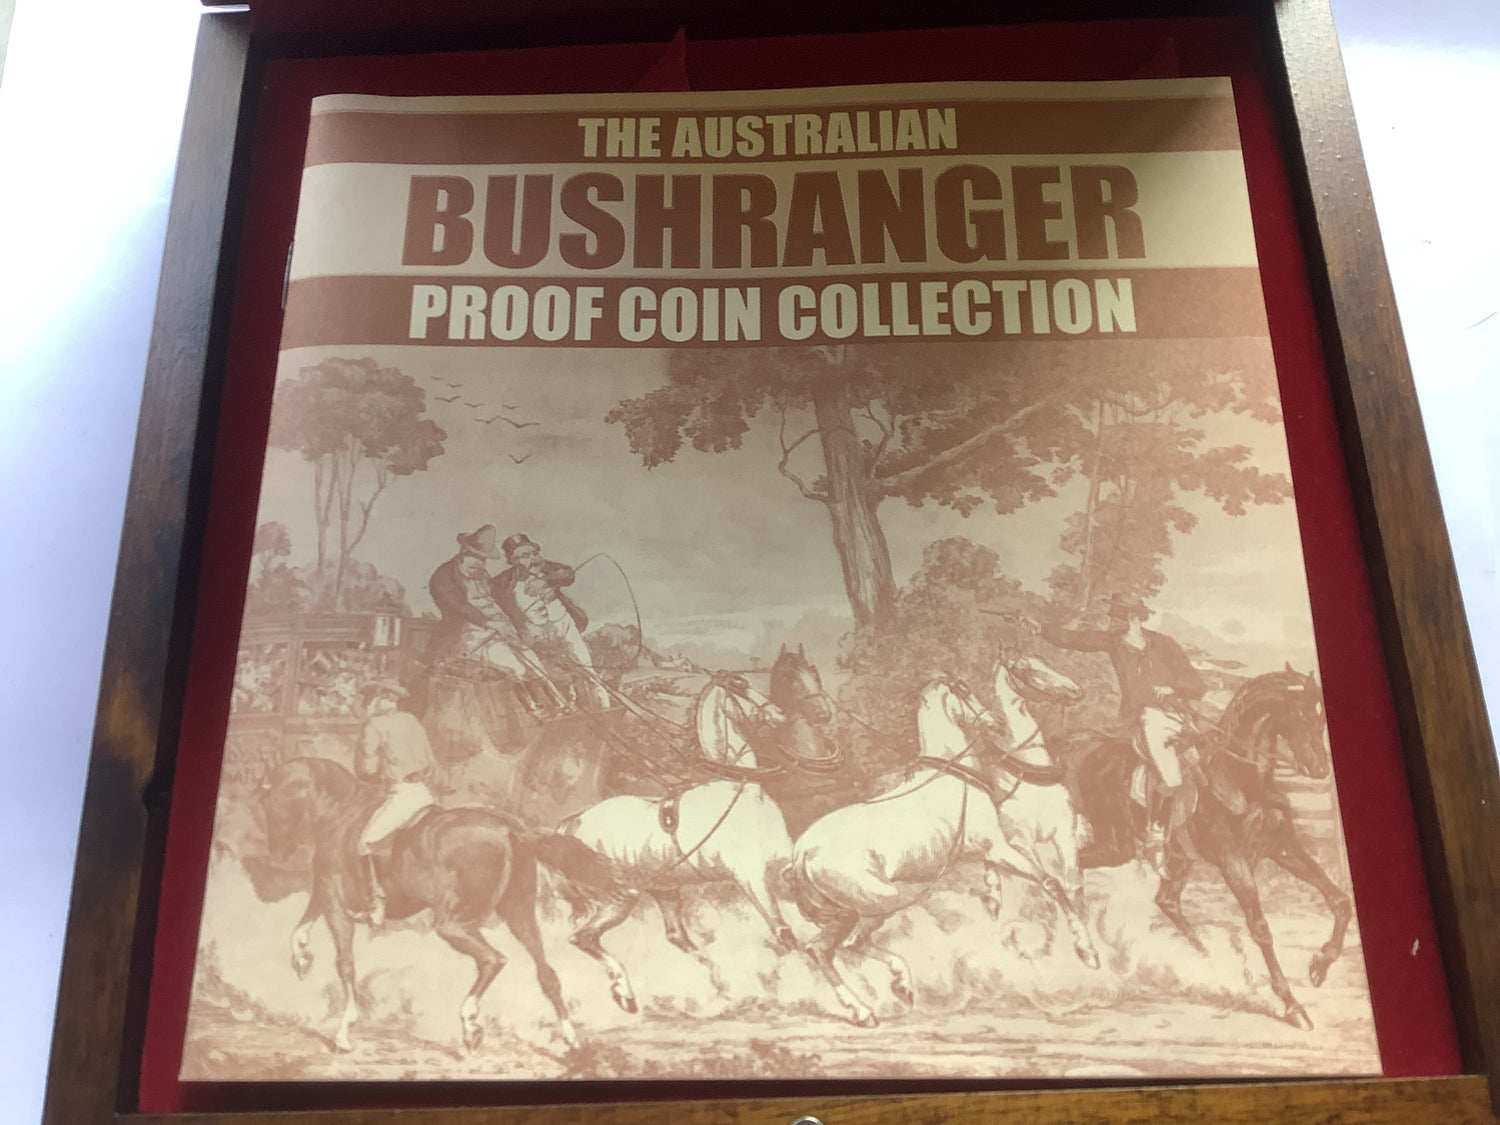 THE AUSTRALIAN
BUSHRANGER
PROOF COIN COLLECTION